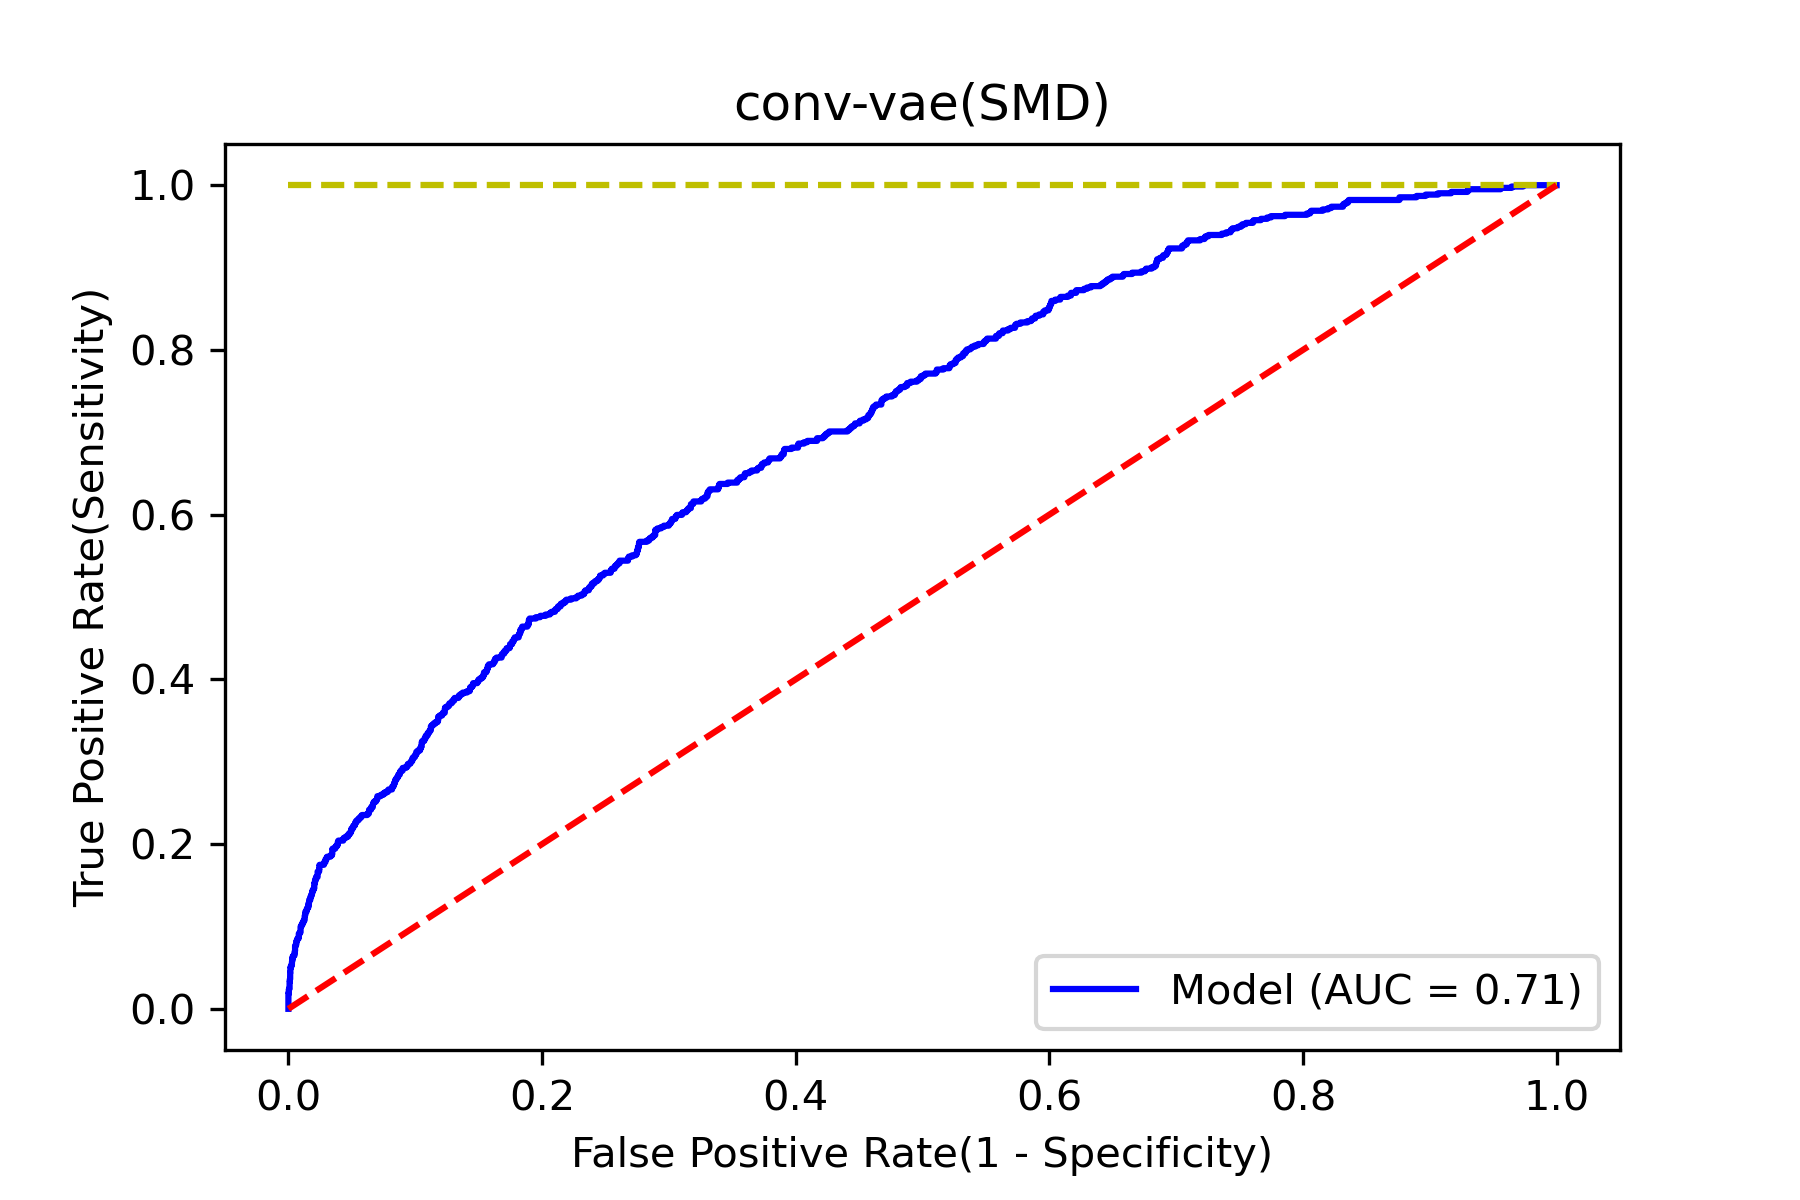 conv-vae(SMD)
True Positive Rate(Sensitivity)
1.0
0.8
0.6
0.4
0.2
0.0
Model (AUC = 0.71)
0.0 0.2 0.4 0.6 0.8 1.0
False Positive Rate(1 - Specificity)